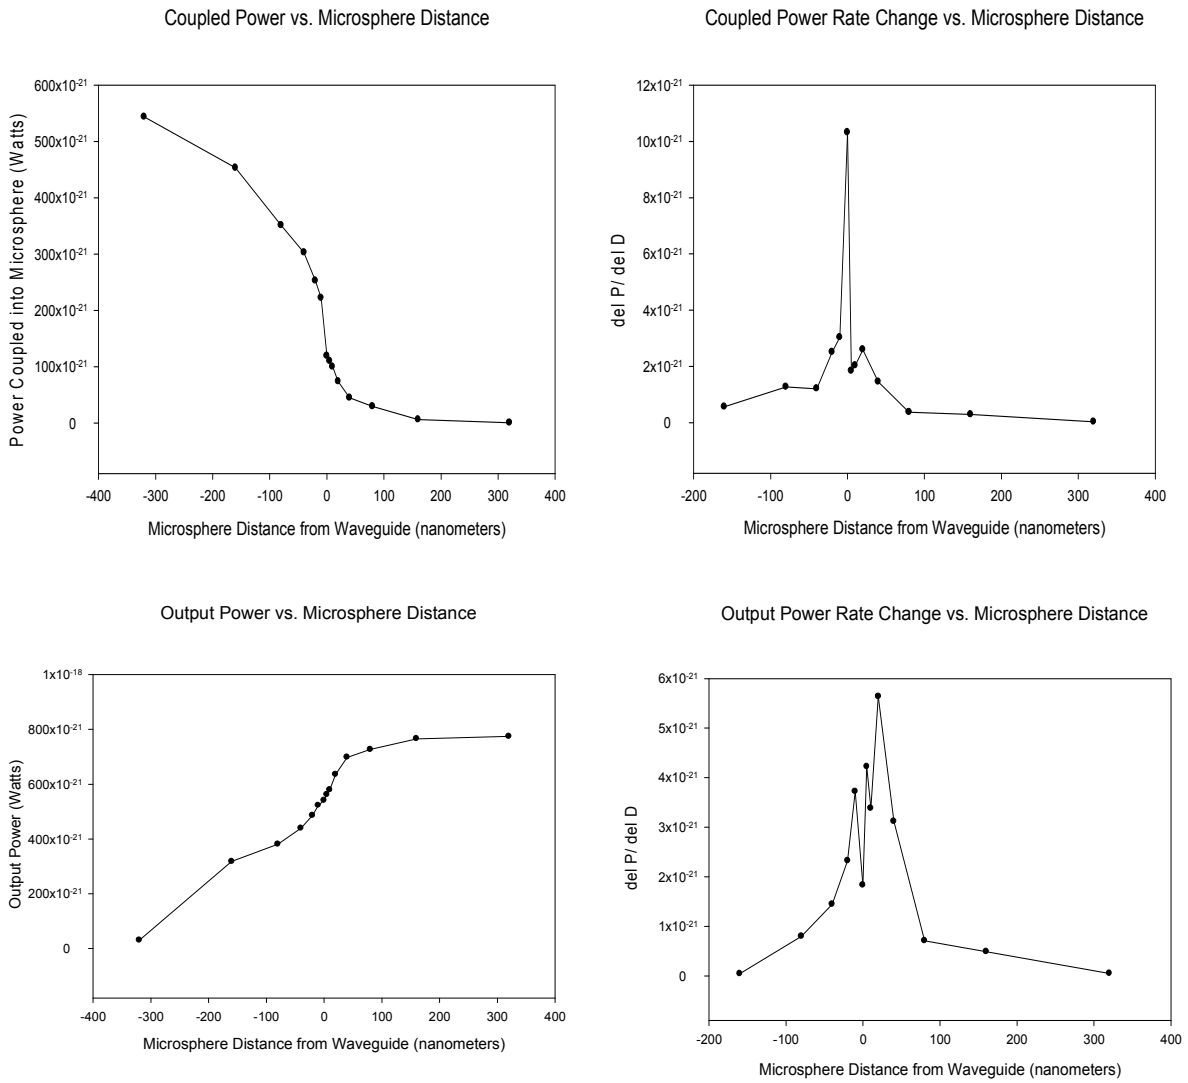 Coupled Power vs. Microsphere Distance
600x10-21
500x10-21
400x10-21
300x10-21
200x10-21
100x10-21
0
Power Coupled into Microsphere (Watts)
-400 -300 -200 -100 0 100 200 300 400
Microsphere Distance from Waveguide (nanometers)
Coupled Power Rate Change vs. Microsphere Distance
12x10-21
10x10-21
8x10-21
6x10-21
4x10-21
2x10-21
0
del P/ del D
-200 -100 0 100 200 300 400
Microsphere Distance from Waveguide (nanometers)
Output Power vs. Microsphere Distance
1x10-18
800x10-21
600x10-21
400x10-21
200x10-21
0
Output Power (Watts)
-400 -300 -200 -100 0 100 200 300 400
Microsphere Distance from Waveguide (nanometers)
Output Power Rate Change vs. Microsphere Distance
6x10-21
5x10-21
4x10-21
3x10-21
2x10-21
1x10-21
0
del P/ del D
-200 -100 0 100 200 300 400
Microsphere Distance from Waveguide (nanometers)